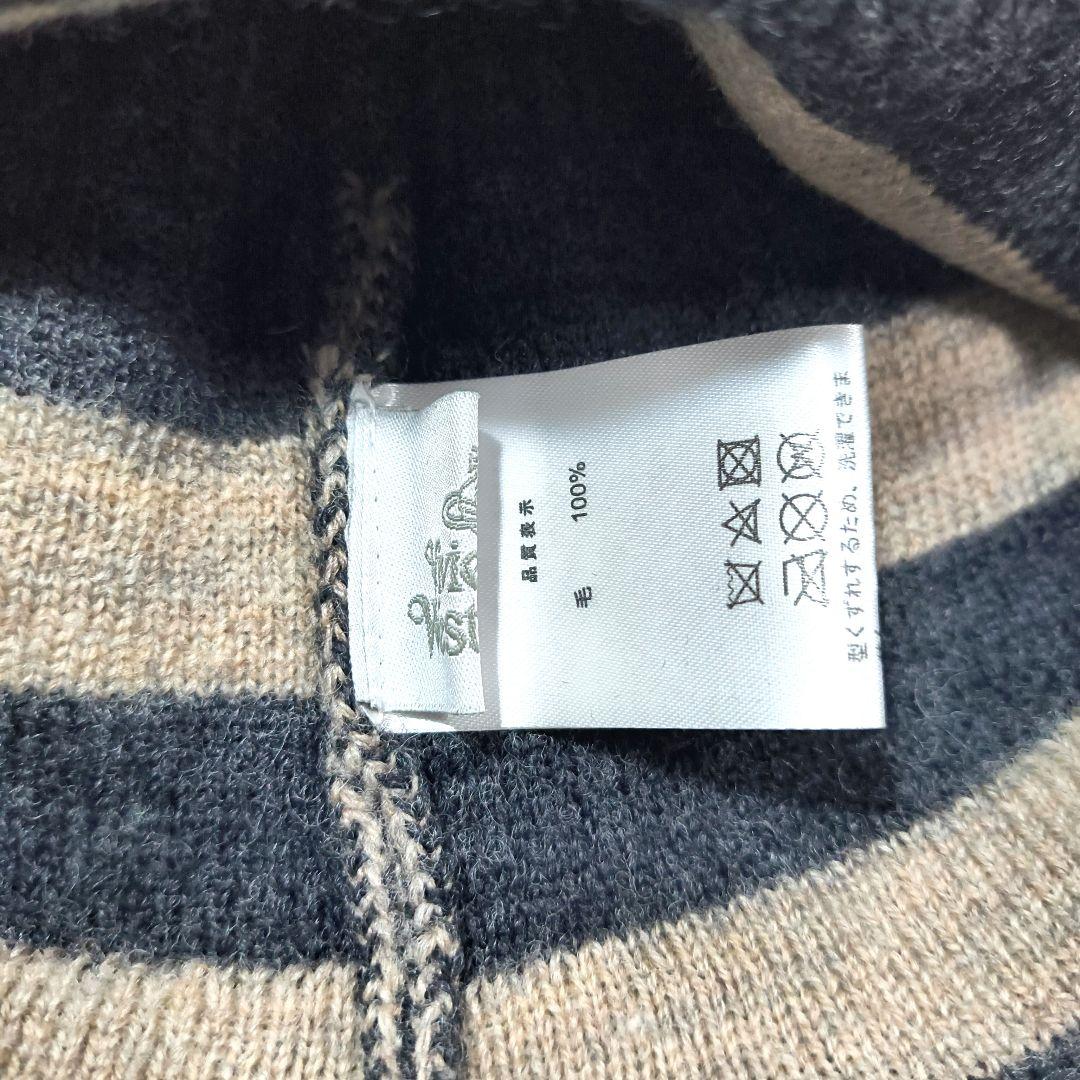 品質表示
毛 100%
型くずれするため、洗濯できま